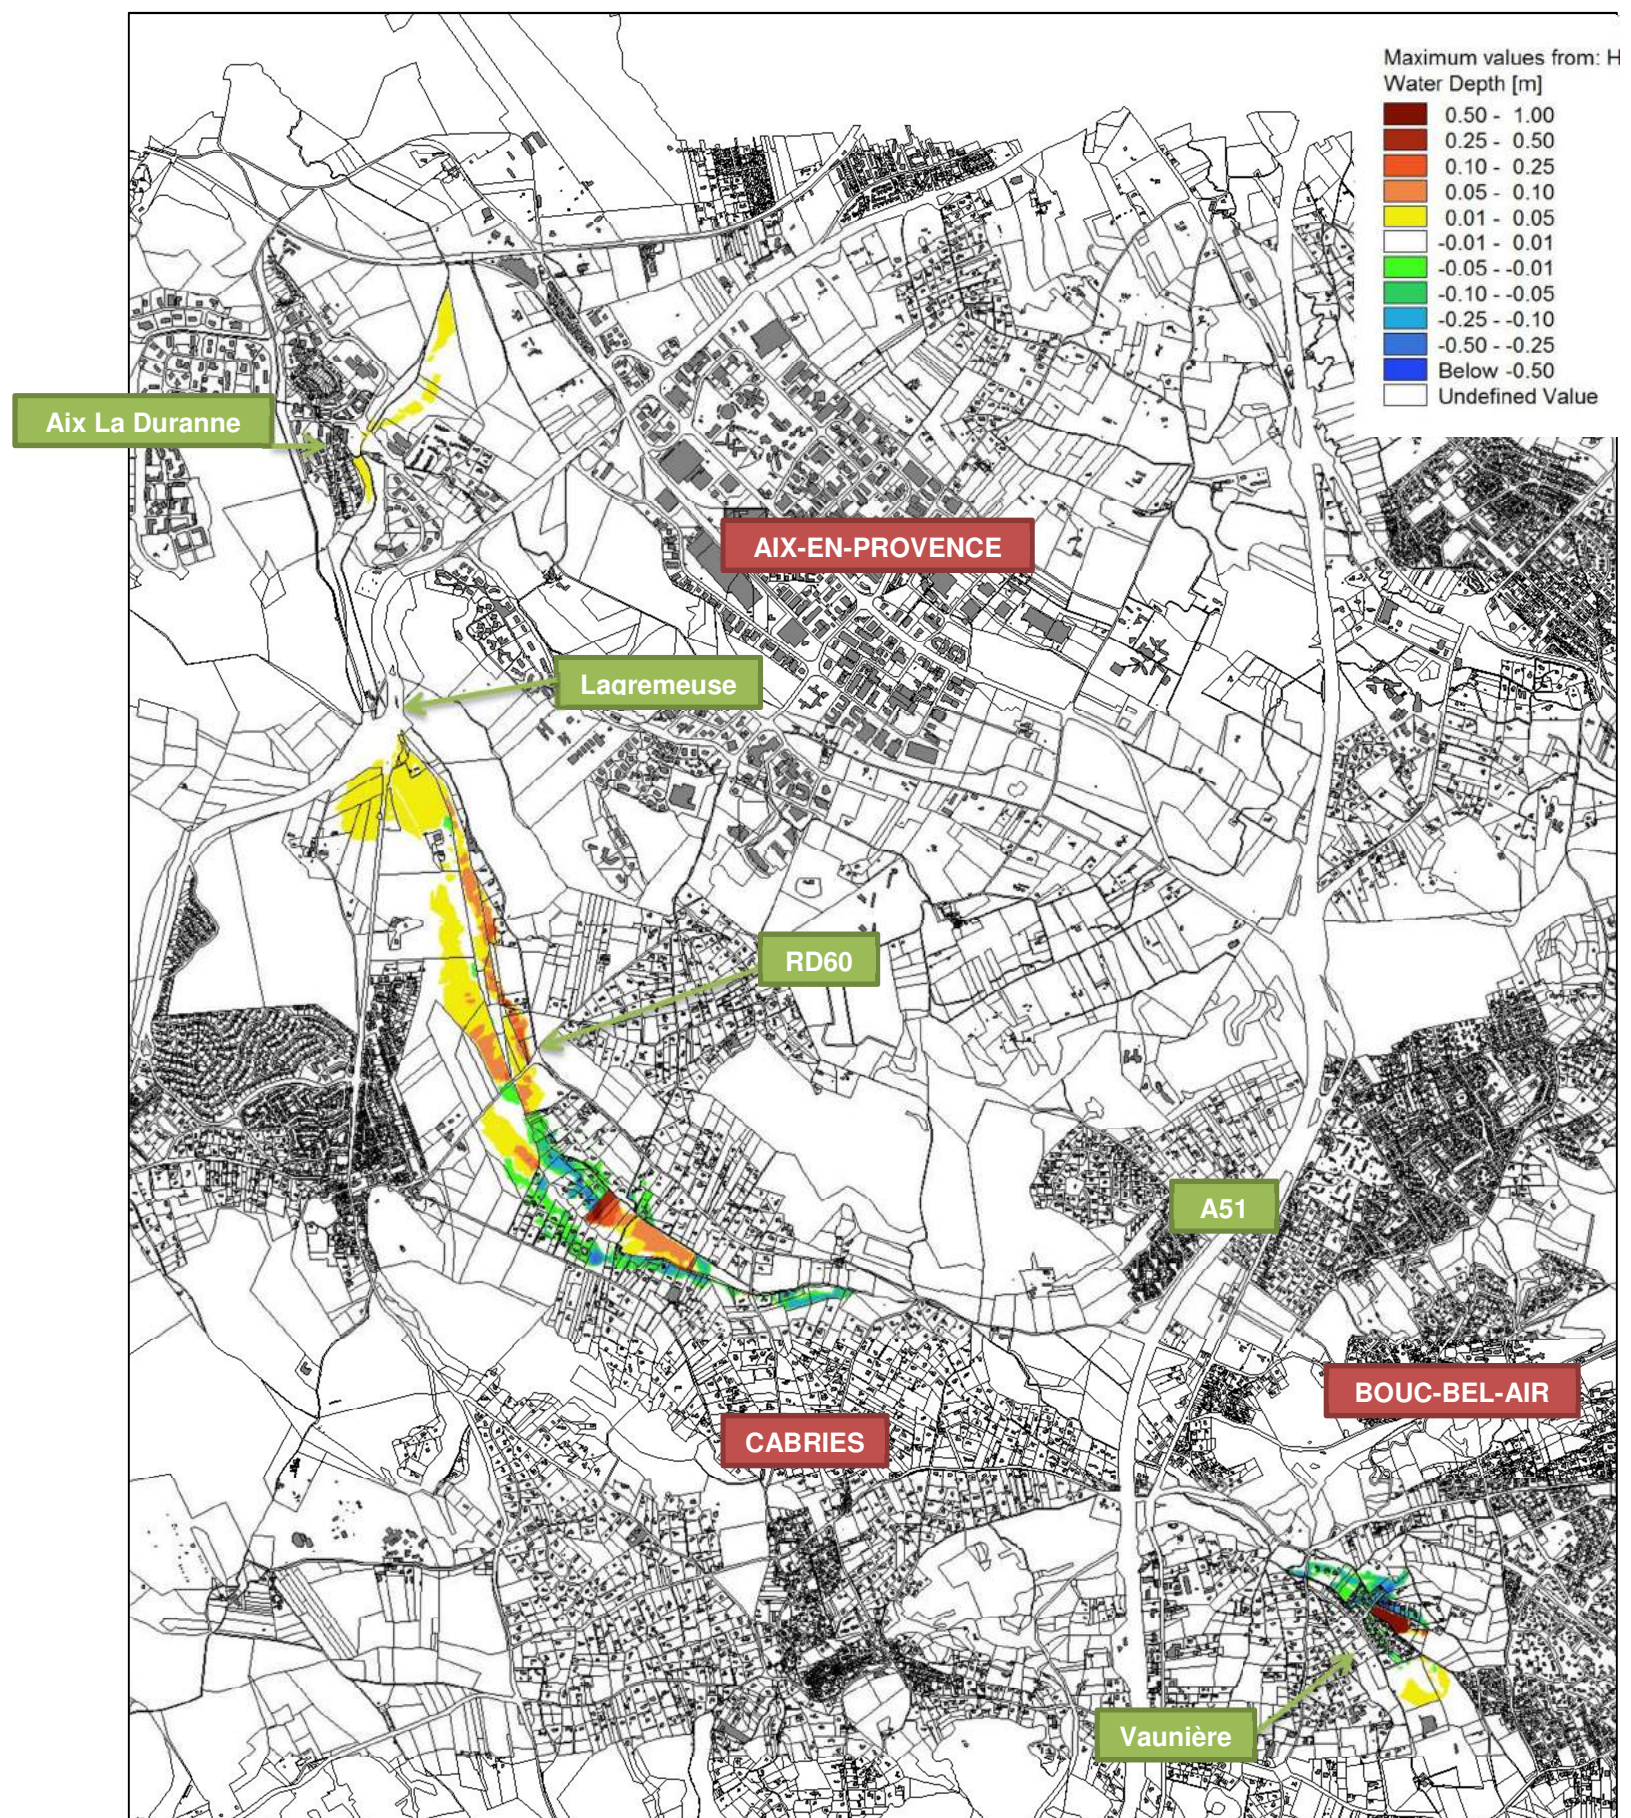 Maximum values from: H
Water Depth [m]
0.50 - 1.00
0.25 - 0.50
0.10 - 0.25
0.05 - 0.10
0.01 - 0.05
-0.01 - 0.01
-0.05 - -0.01
-0.10 - -0.05
-0.25 - -0.10
-0.50 - -0.25
Below -0.50
Undefined Value
Aix La Duranne
AIX-EN-PROVENCE
Lagremeuse
RD60
A51
BOUC-BEL-AIR
CABRIES
Vaunière